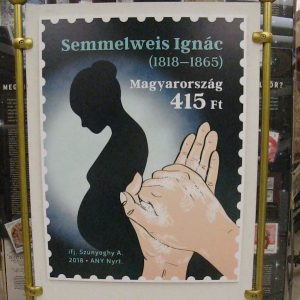 Semmelweis Ignác
(1818–1865)
Magyarország
415 Ft
ifj. Szunyoghy A.
2018 • ANY Nyrt.